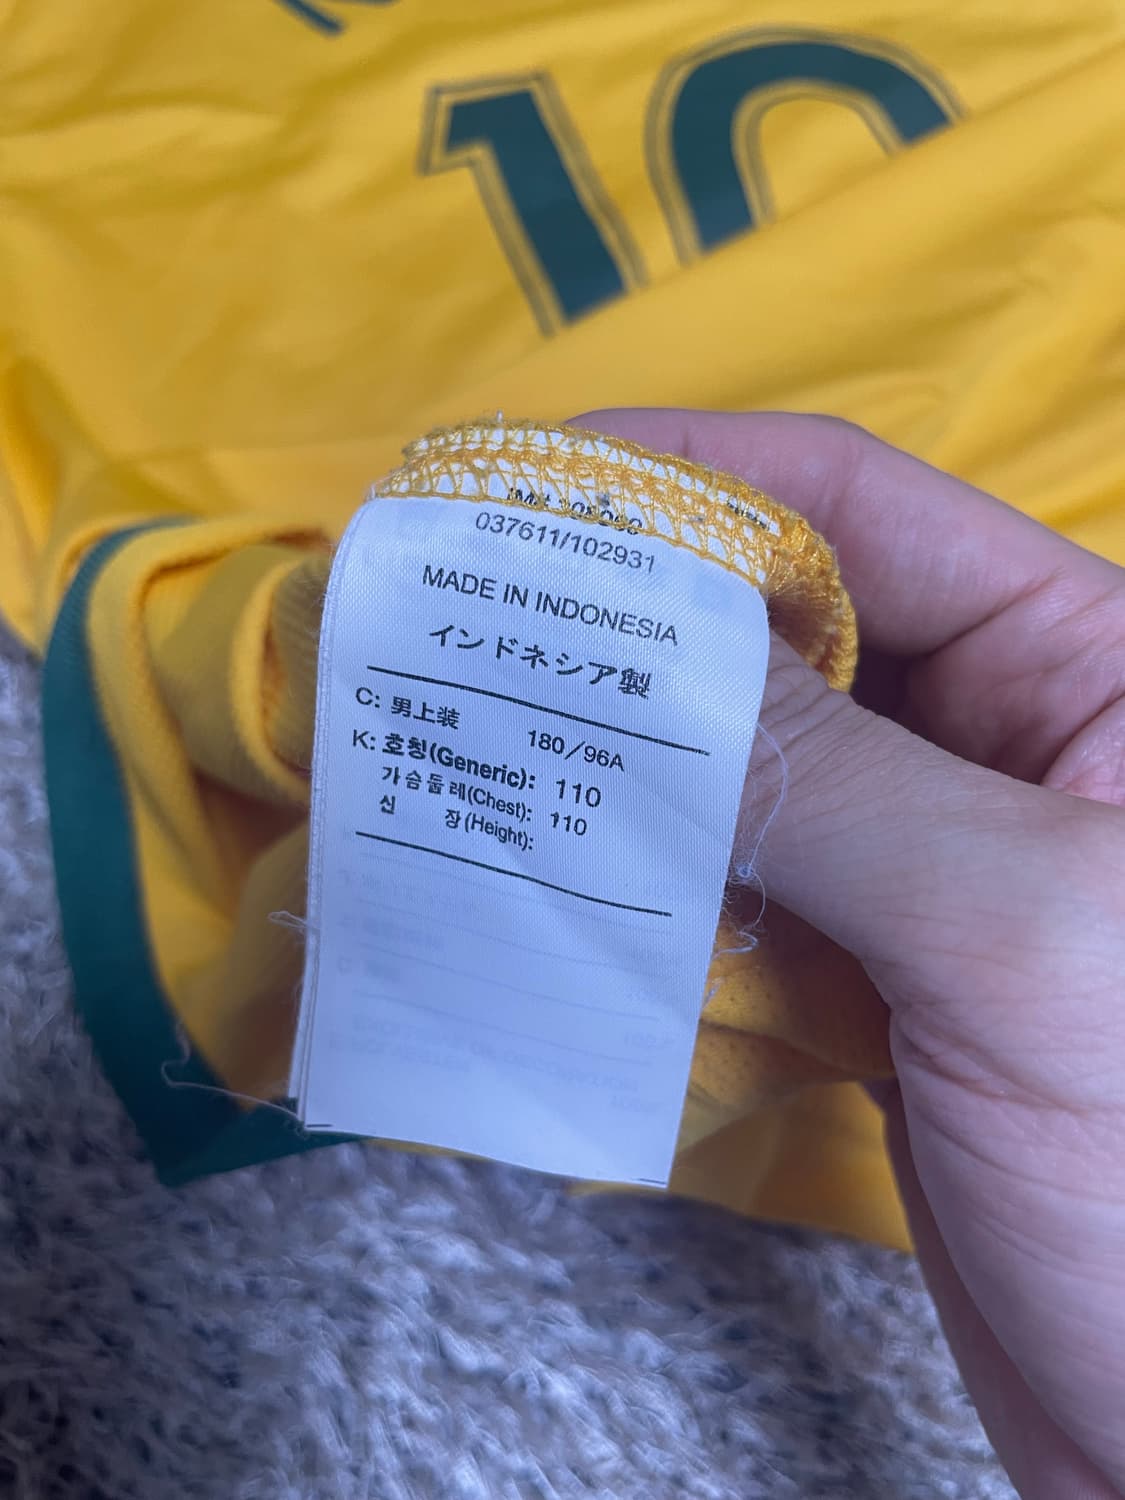 10
037611/102931
MADE IN INDONESIA
インドネシア製
C: 男上装 180/96A
K: 호칭(Generic): 110
가슴둘레(Chest): 110
신 장(Height):